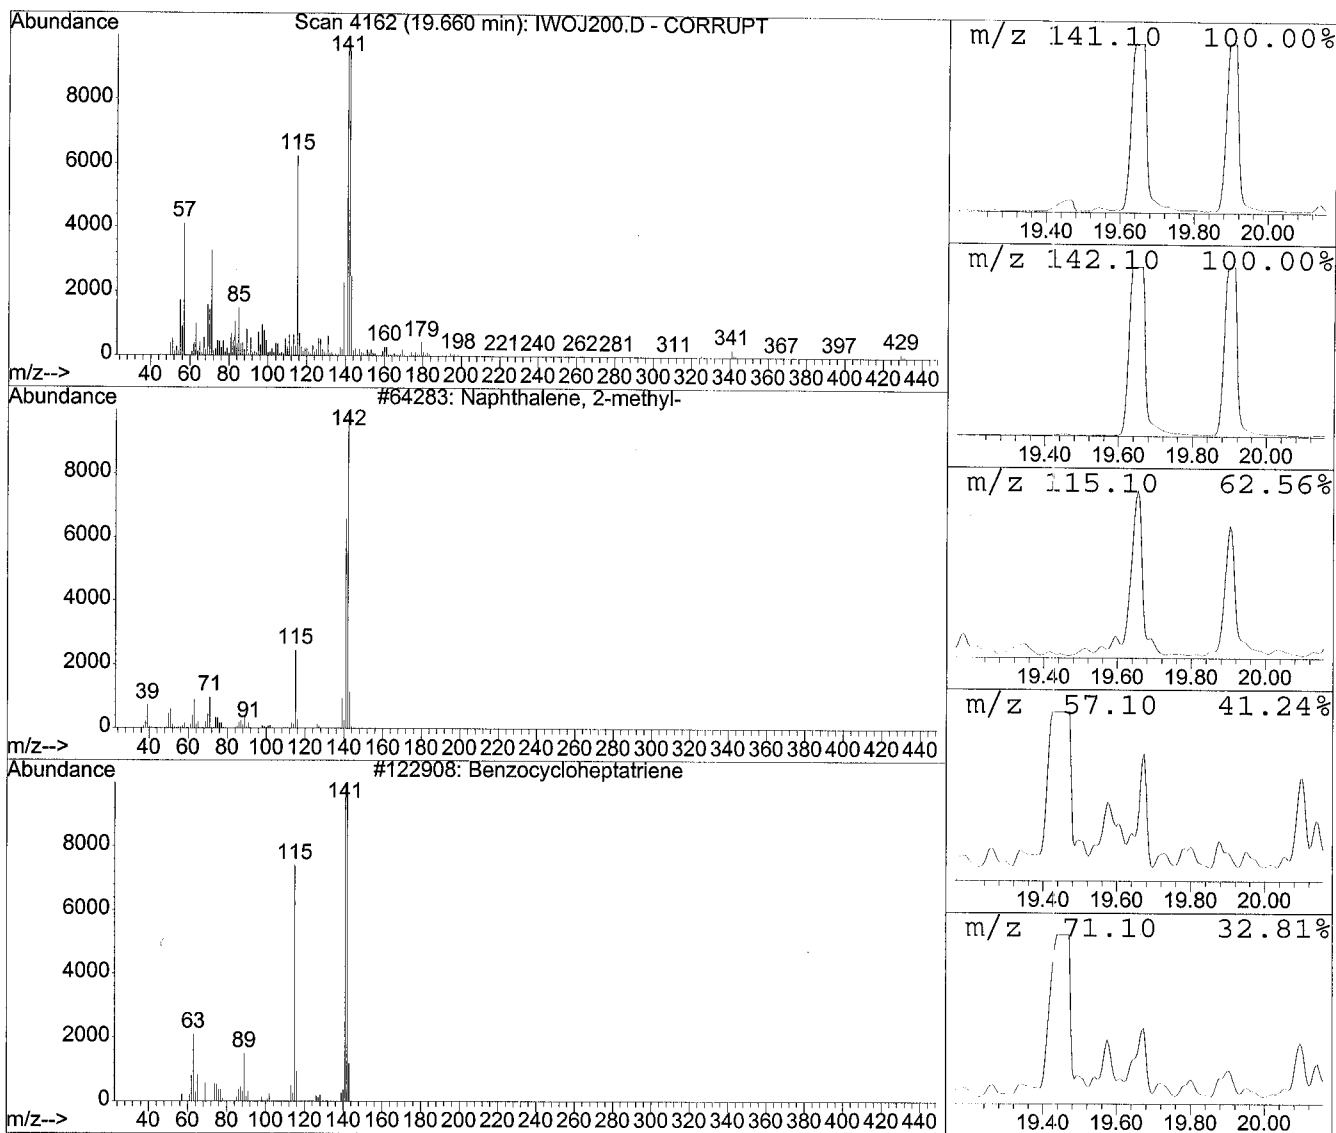 Abundance
Scan 4162 (19.660 min): IWOJ200.D - CORRUPT
141
8000
6000
115
4000
57
2000
85
160 179 198 221 240 262 281 311 341 367 397 429
0
m/z--> 40 60 80 100 120 140 160 180 200 220 240 260 280 300 320 340 360 380 400 420 440
Abundance
#64283: Naphthalene, 2-methyl-
142
8000
6000
4000
115
2000
39 71 91
0
m/z--> 40 60 80 100 120 140 160 180 200 220 240 260 280 300 320 340 360 380 400 420 440
Abundance
#122908: Benzocycloheptatriene
141
8000
115
6000
4000
2000
63 89
0
m/z--> 40 60 80 100 120 140 160 180 200 220 240 260 280 300 320 340 360 380 400 420 440
m/z 141.10 100.00%
19.40 19.60 19.80 20.00
m/z 142.10 100.00%
19.40 19.60 19.80 20.00
m/z 115.10 62.56%
19.40 19.60 19.80 20.00
m/z 57.10 41.24%
19.40 19.60 19.80 20.00
m/z 71.10 32.81%
19.40 19.60 19.80 20.00